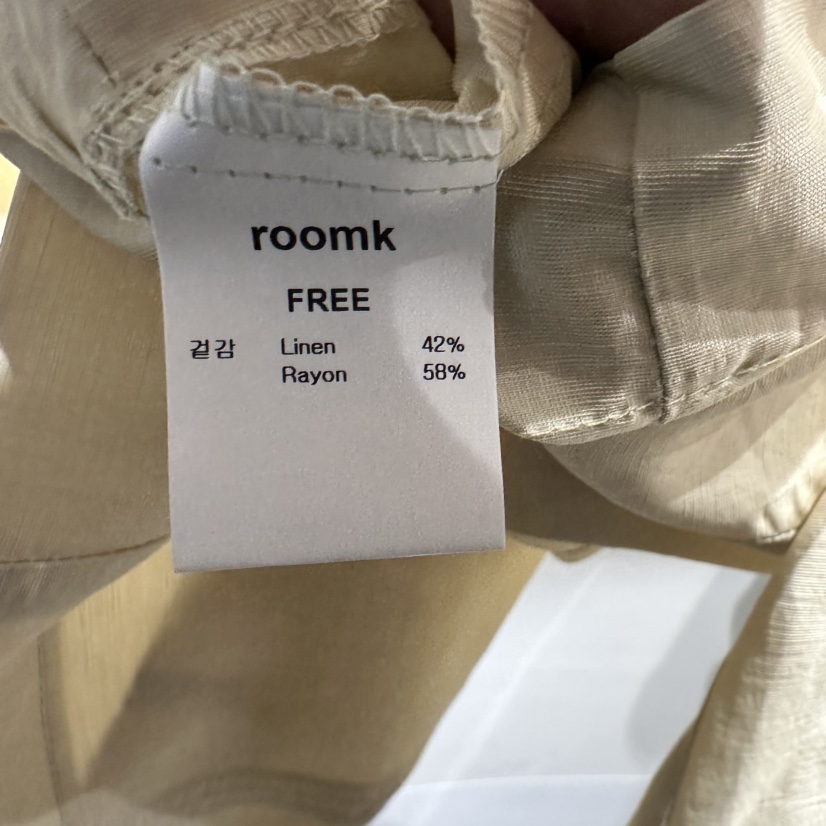 roomk
FREE
겉감 Linen 42%
Rayon 58%